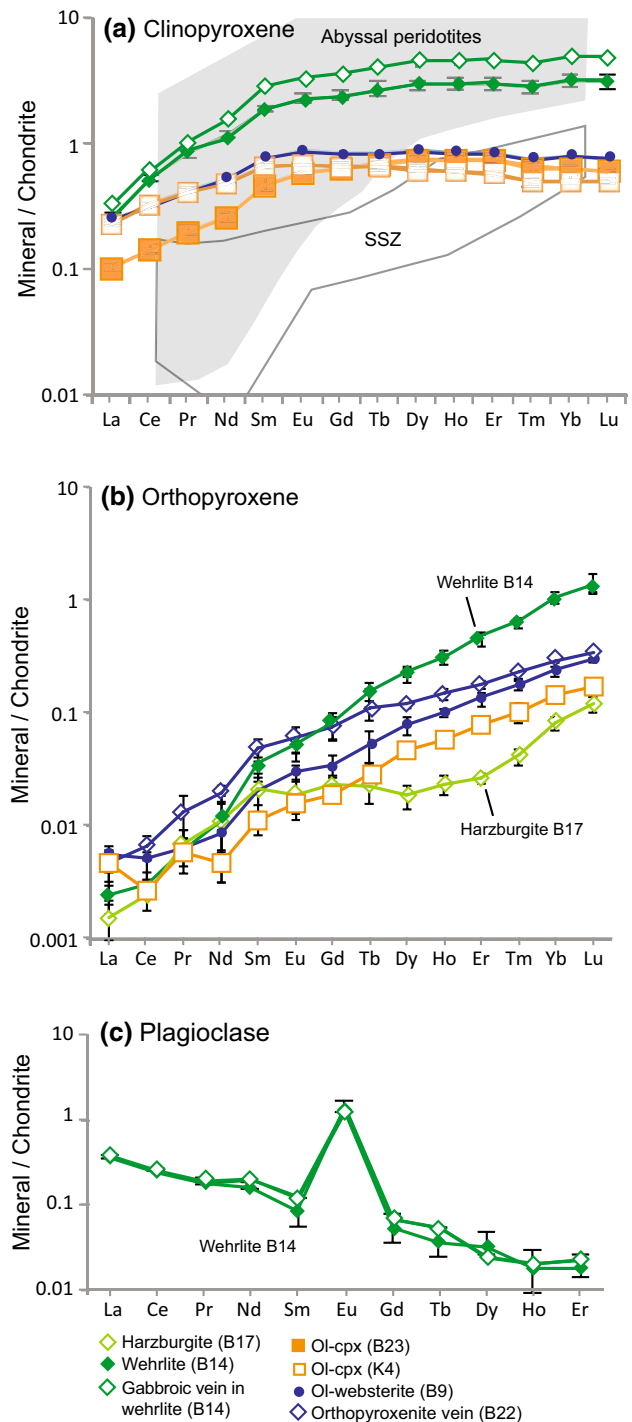 (a) Clinopyroxene
Abyssal peridotites
SSZ
Mineral / Chondrite
10
1
0.1
0.01
La Ce Pr Nd Sm Eu Gd Tb Dy Ho Er Tm Yb Lu
(b) Orthopyroxene
Wehrlite B14
Harzburgite B17
Mineral / Chondrite
10
1
0.1
0.01
0.001
La Ce Pr Nd Sm Eu Gd Tb Dy Ho Er Tm Yb Lu
(c) Plagioclase
Wehrlite B14
Mineral / Chondrite
10
1
0.1
0.01
La Ce Pr Nd Sm Eu Gd Tb Dy Ho Er
Harzburgite (B17)
Wehrlite (B14)
Gabbroic vein in
wehrlite (B14)
Ol-cpx (B23)
Ol-cpx (K4)
Ol-websterite (B9)
Orthopyroxenite vein (B22)